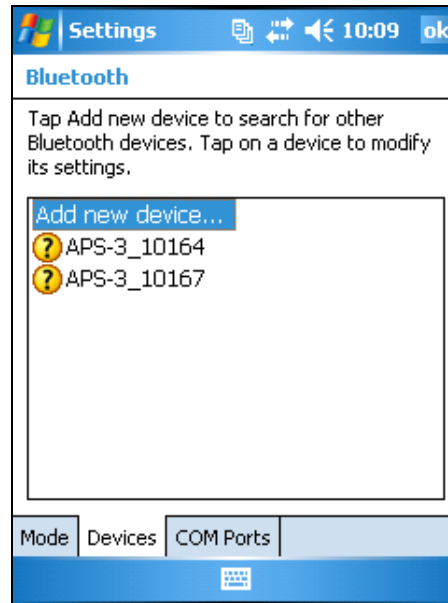 Settings 10:09 ok
Bluetooth
Tap Add new device to search for other
Bluetooth devices. Tap on a device to modify
its settings.
Add new device...
? APS-3_10164
? APS-3_10167
Mode Devices COM Ports